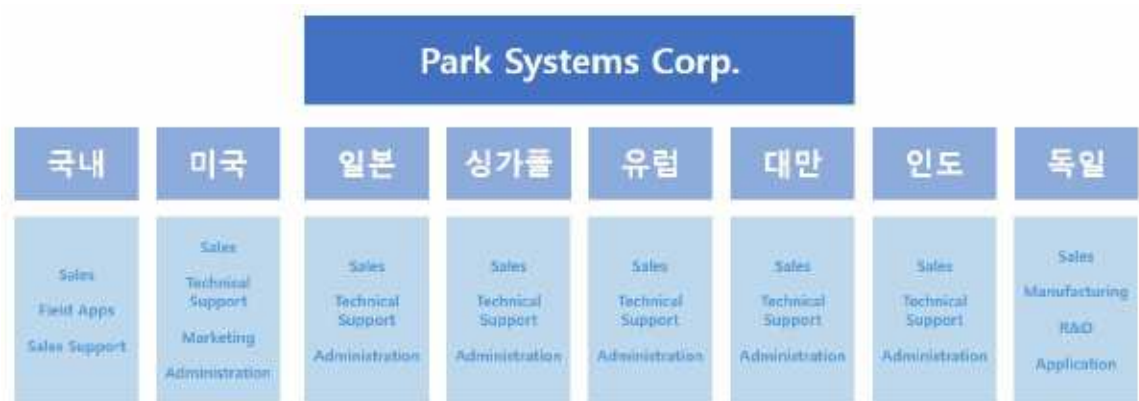 Park Systems Corp.
국내
미국
일본
싱가폴
유럽
대만
인도
독일
Sales
Field Apps
Sales Support
Sales
Technical
Support
Marketing
Administration
Sales
Technical
Support
Administration
Sales
Technical
Support
Administration
Sales
Technical
Support
Administration
Sales
Technical
Support
Administration
Sales
Technical
Support
Administration
Sales
Manufacturing
R&D
Application